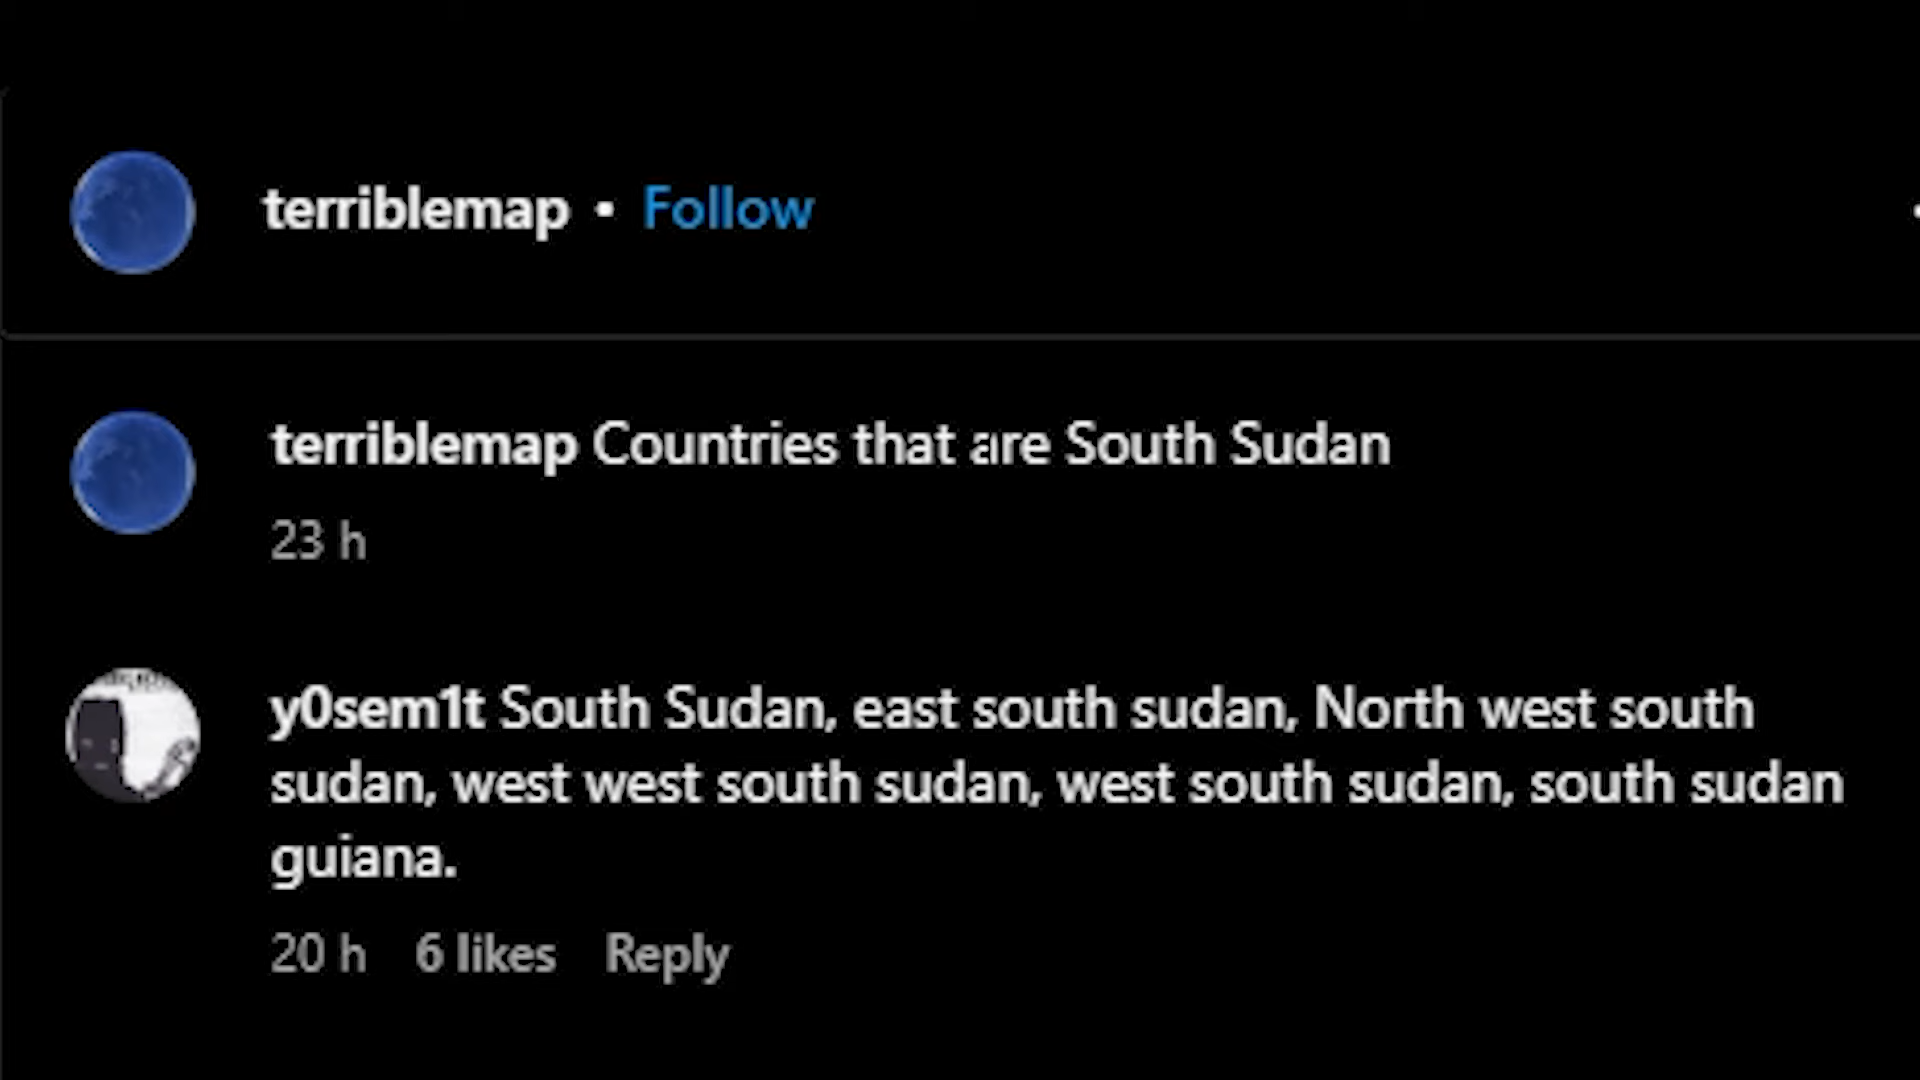 terriblemap • Follow
terriblemap Countries that are South Sudan
23 h
y0sem1t South Sudan, east south sudan, North west south
sudan, west west south sudan, west south sudan, south sudan
guiana.
20 h 6 likes Reply